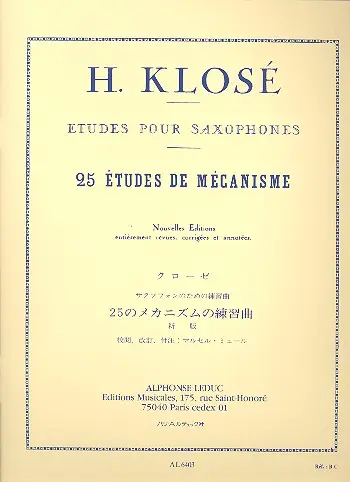 H. KLOSÉ
ETUDES POUR SAXOPHONES
25 ÉTUDES DE MÉCANISME
Nouvelles Editions
entièrement revues, corrigées et annotées.
クローゼ
サクソフォンのための練習曲
25のメカニズムの練習曲
新版
校閲、改訂、付注：マルセル・ミュール
ALPHONSE LEDUC
Editions Musicales, 175, rue Saint-Honoré
75040 Paris cedex 01
AL 6403
Réf. : B.C